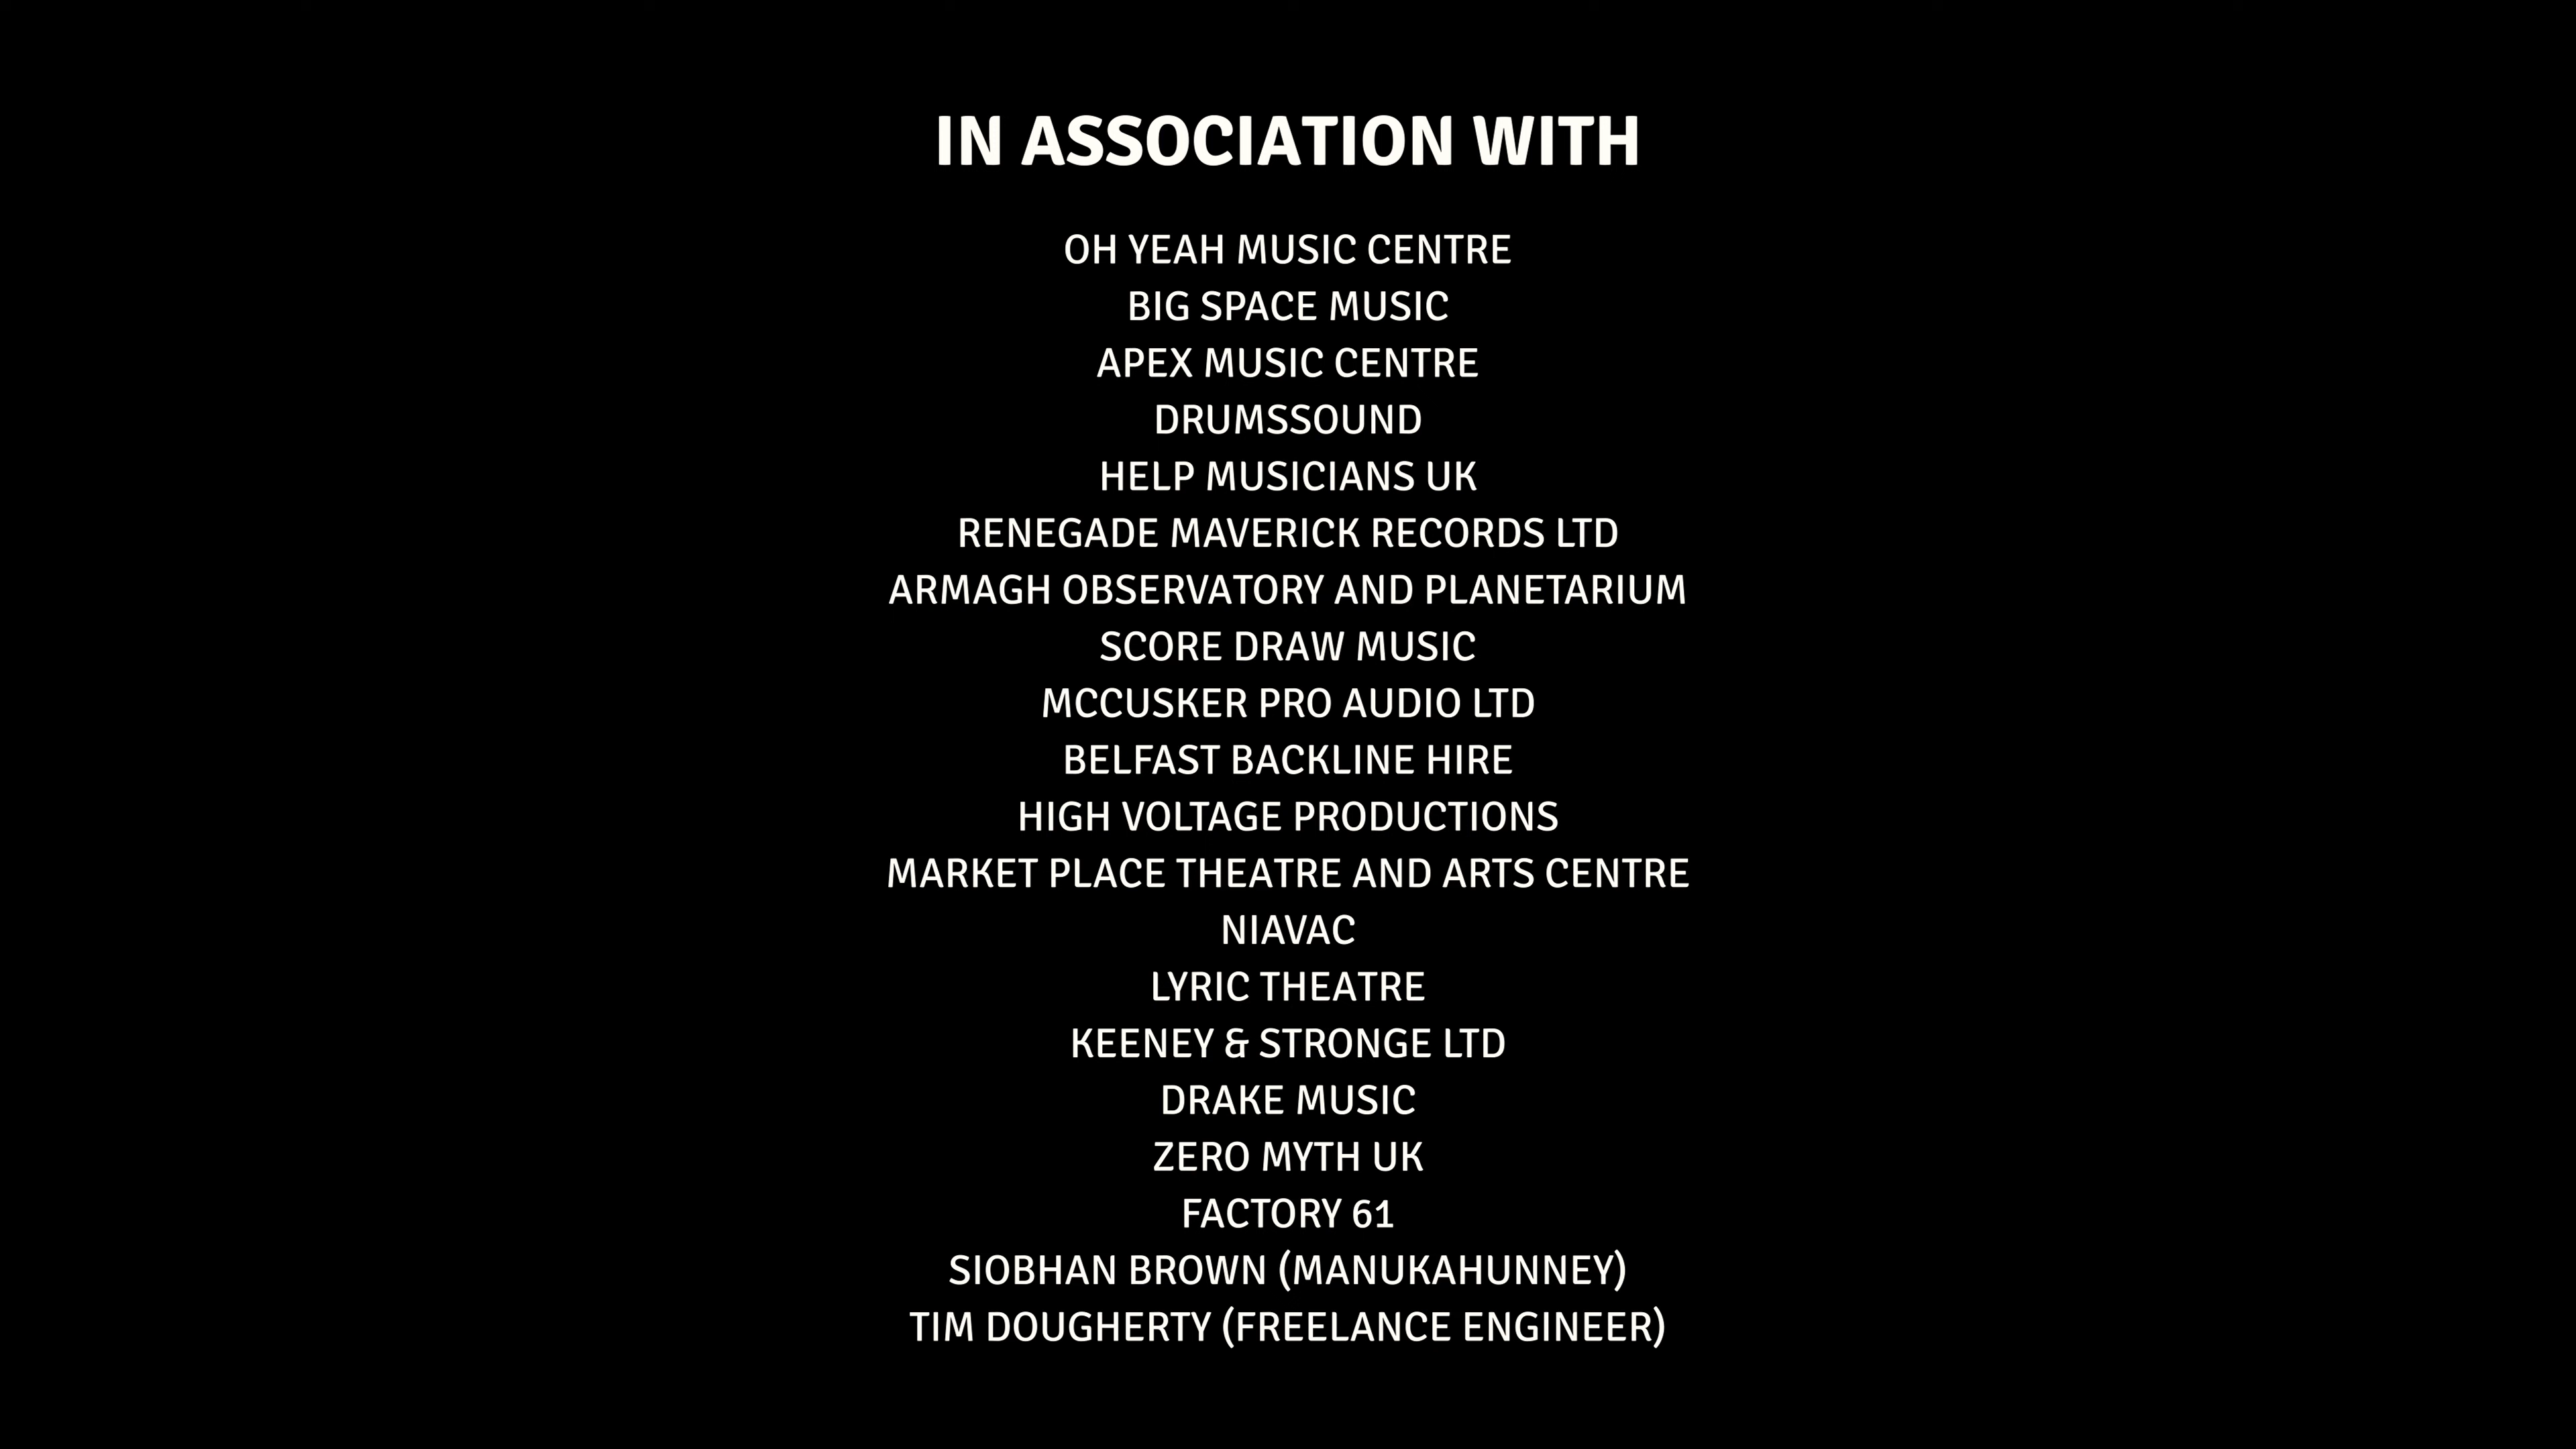 IN ASSOCIATION WITH
OH YEAH MUSIC CENTRE
BIG SPACE MUSIC
APEX MUSIC CENTRE
DRUMSSOUND
HELP MUSICIANS UK
RENEGADE MAVERICK RECORDS LTD
ARMAGH OBSERVATORY AND PLANETARIUM
SCORE DRAW MUSIC
MCCUSKER PRO AUDIO LTD
BELFAST BACKLINE HIRE
HIGH VOLTAGE PRODUCTIONS
MARKET PLACE THEATRE AND ARTS CENTRE
NIAVAC
LYRIC THEATRE
KEENEY & STRONGE LTD
DRAKE MUSIC
ZERO MYTH UK
FACTORY 61
SIOBHAN BROWN (MANUKAHUNNEY)
TIM DOUGHERTY (FREELANCE ENGINEER)